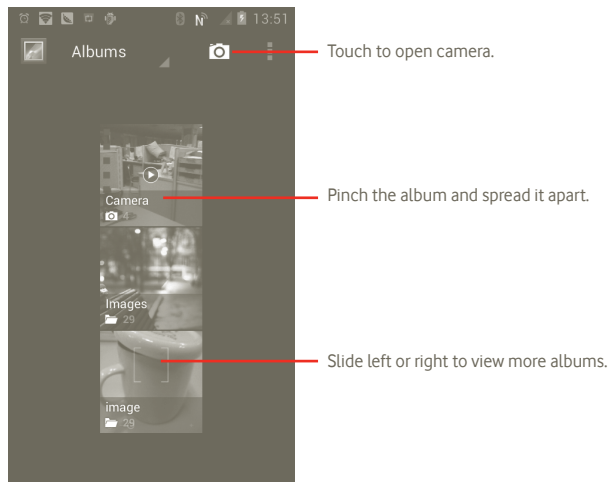 N 13:51
Albums
Touch to open camera.
Camera
Pinch the album and spread it apart.
Images
29
Slide left or right to view more albums.
image
29